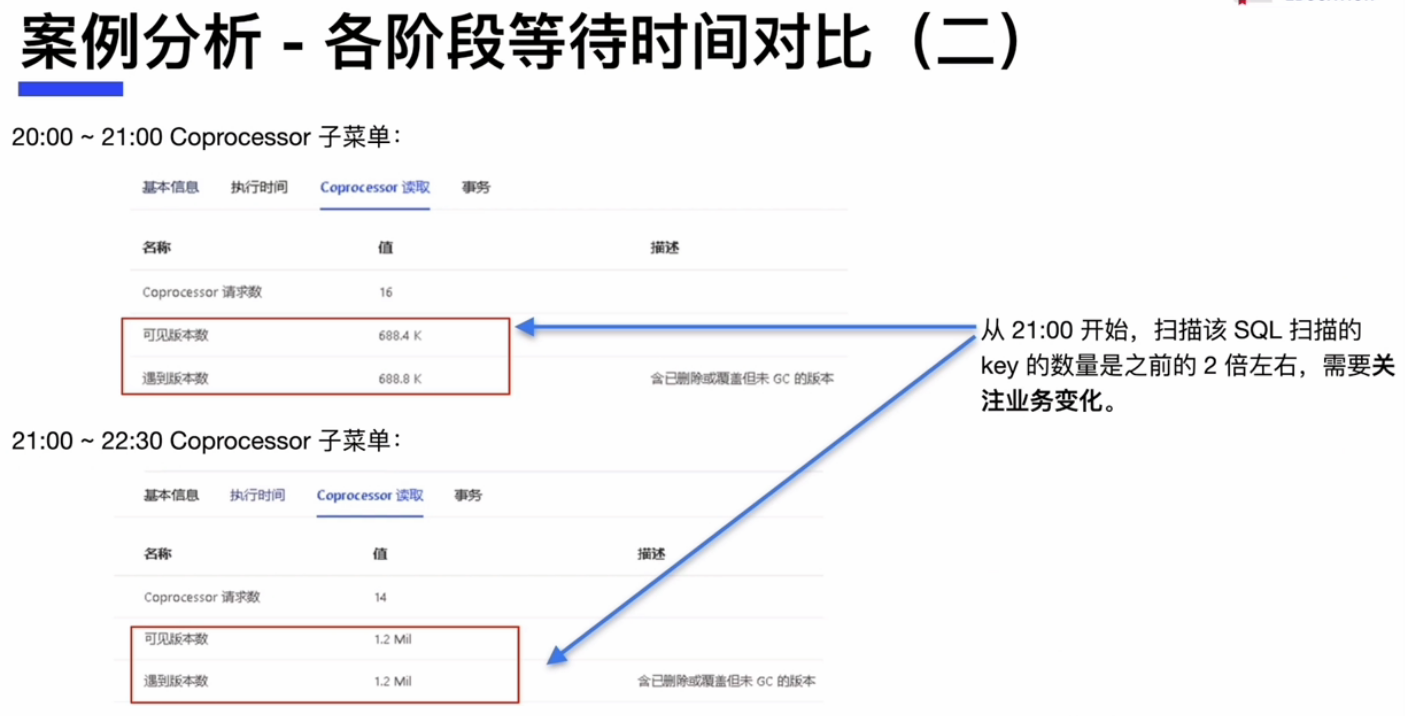 案例分析 - 各阶段等待时间对比（二）
20:00 ~ 21:00 Coprocessor 子菜单：
基本信息 执行时间 Coprocessor 读取 事务
名称 值 描述
Coprocessor 请求数 16
可见版本数 688.4 K
遇到版本数 688.8 K 含已删除或覆盖但未 GC 的版本
从 21:00 开始，扫描该 SQL 扫描的
key 的数量是之前的 2 倍左右，需要关
注业务变化。
21:00 ~ 22:30 Coprocessor 子菜单：
基本信息 执行时间 Coprocessor 读取 事务
名称 值 描述
Coprocessor 请求数 14
可见版本数 1.2 Mil
遇到版本数 1.2 Mil 含已删除或覆盖但未 GC 的版本